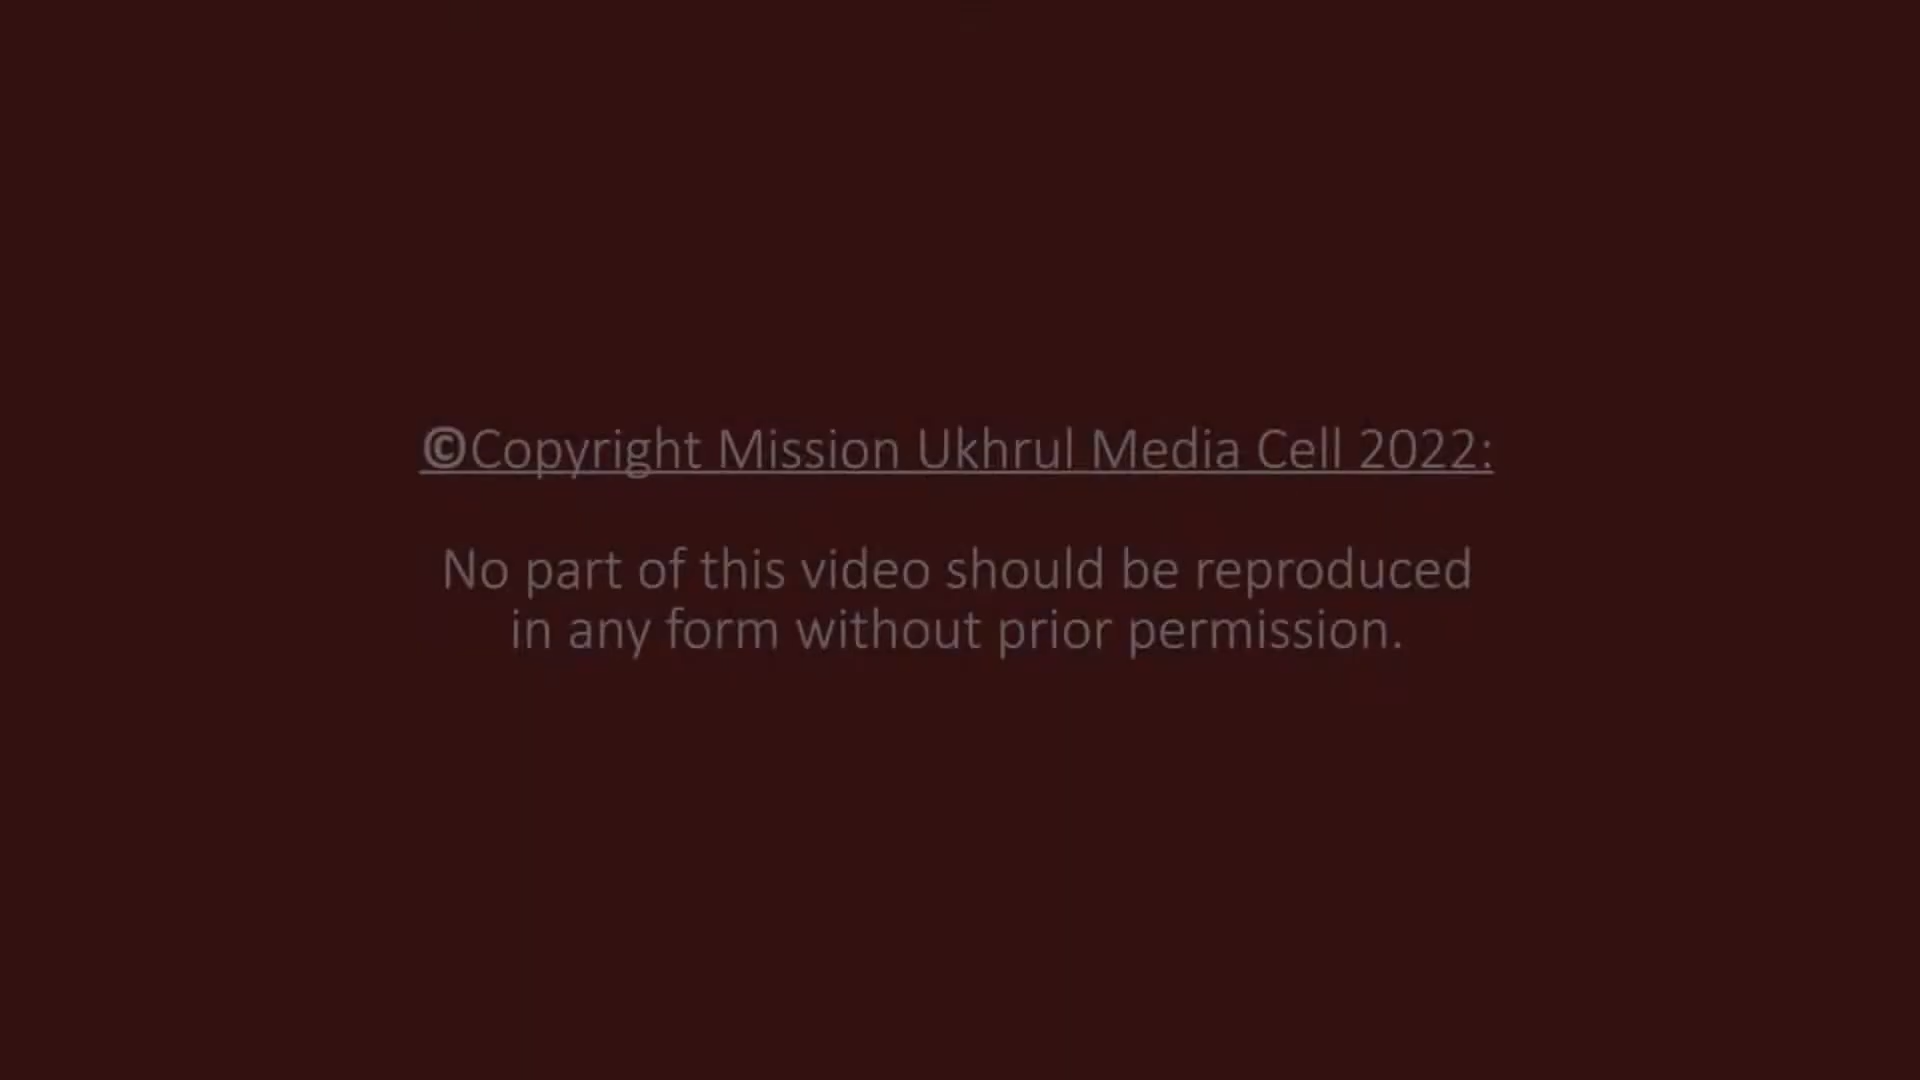 ©Copyright Mission Ukhrul Media Cell 2022:
No part of this video should be reproduced
in any form without prior permission.